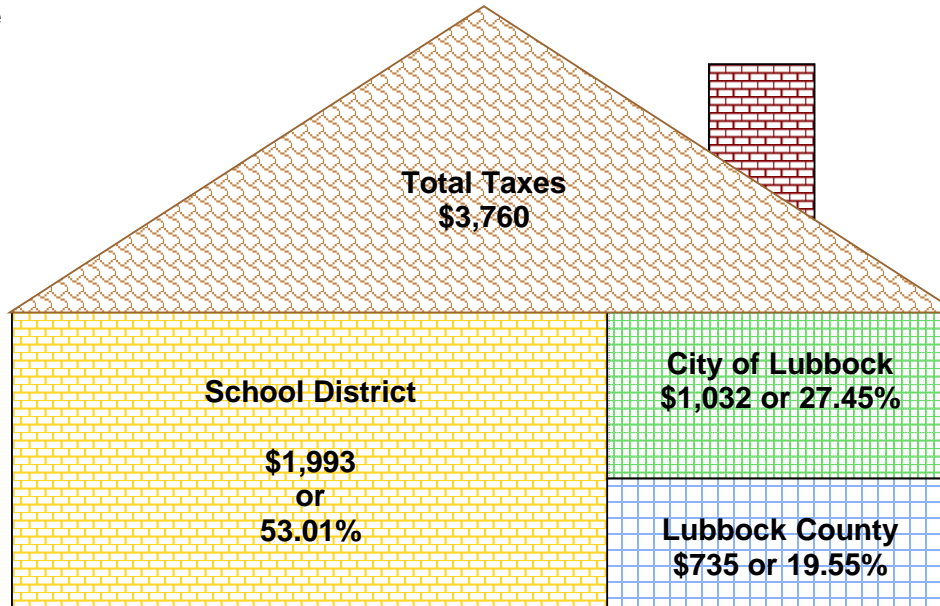 Total Taxes
$3,760
School District
$1,993
or
53.01%
City of Lubbock
$1,032 or 27.45%
Lubbock County
$735 or 19.55%